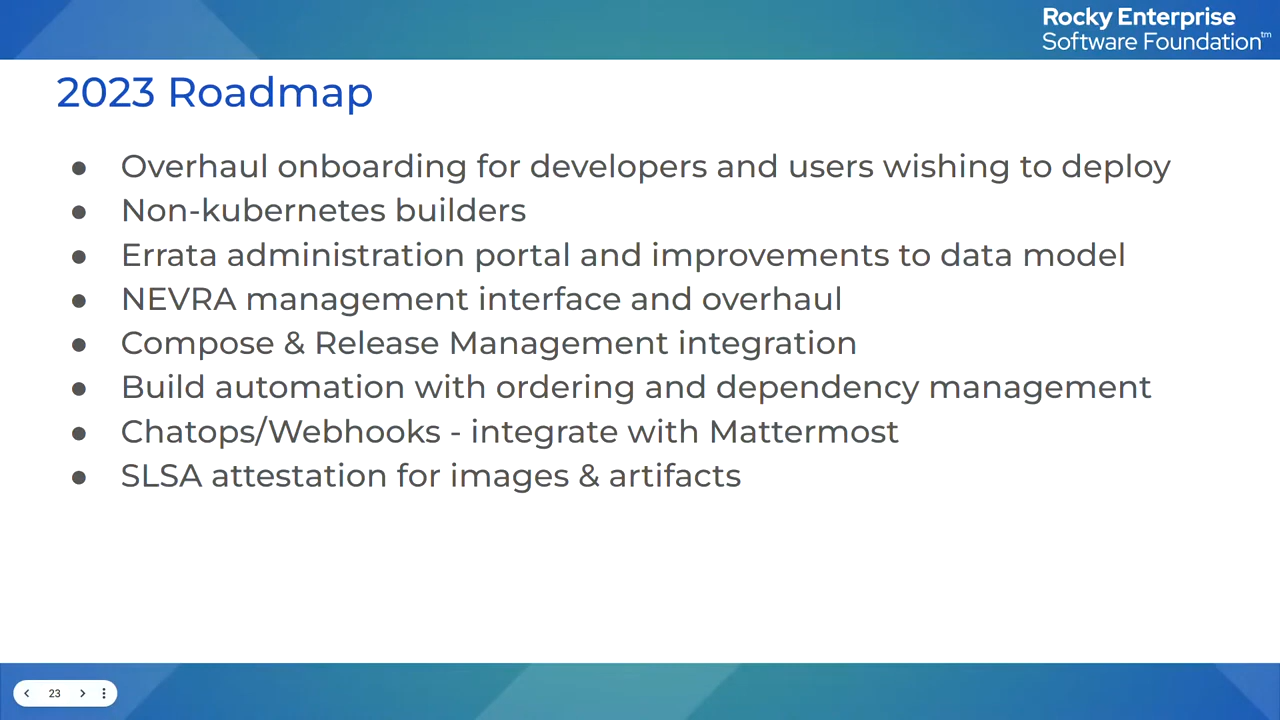 Rocky Enterprise
Software Foundation™
2023 Roadmap
● Overhaul onboarding for developers and users wishing to deploy
● Non-kubernetes builders
● Errata administration portal and improvements to data model
● NEVRA management interface and overhaul
● Compose & Release Management integration
● Build automation with ordering and dependency management
● Chatops/Webhooks - integrate with Mattermost
● SLSA attestation for images & artifacts
23